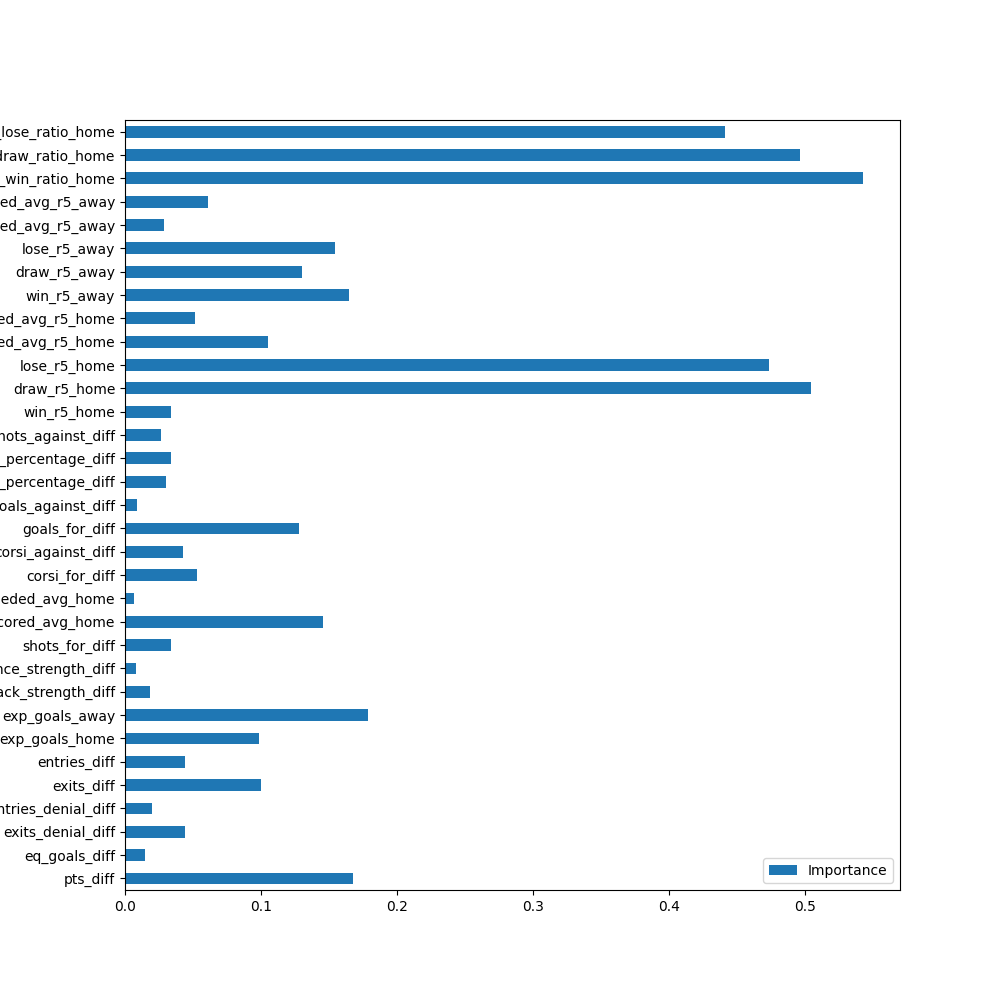 _lose_ratio_home
draw_ratio_home
_win_ratio_home
ed_avg_r5_away
ed_avg_r5_away
lose_r5_away
draw_r5_away
win_r5_away
ed_avg_r5_home
ed_avg_r5_home
lose_r5_home
draw_r5_home
win_r5_home
hots_against_diff
_percentage_diff
_percentage_diff
oals_against_diff
goals_for_diff
corsi_against_diff
corsi_for_diff
eded_avg_home
cored_avg_home
shots_for_diff
nce_strength_diff
ack_strength_diff
exp_goals_away
exp_goals_home
entries_diff
exits_diff
ntries_denial_diff
exits_denial_diff
eq_goals_diff
pts_diff
Importance
0.0 0.1 0.2 0.3 0.4 0.5